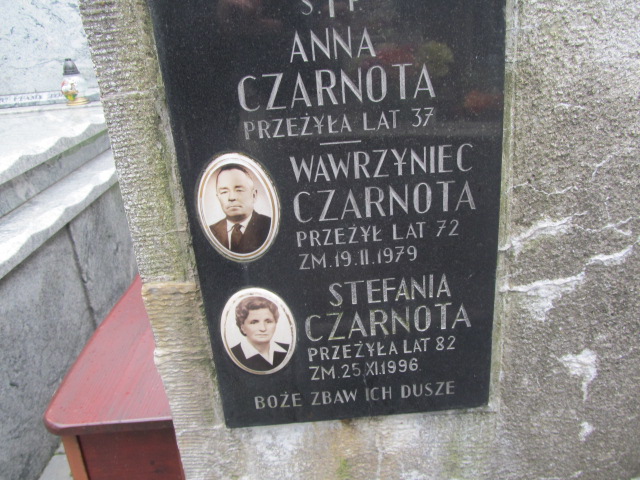 Ś.†P.
ANNA
CZARNOTA
PRZEŻYŁA LAT 37
WAWRZYNIEC
CZARNOTA
PRZEŻYŁ LAT 72
ZM. 19.11.1979
STEFANIA
CZARNOTA
PRZEŻYŁA LAT 82
ZM. 25 XI.1996
BOŻE ZBAW ICH DUSZE